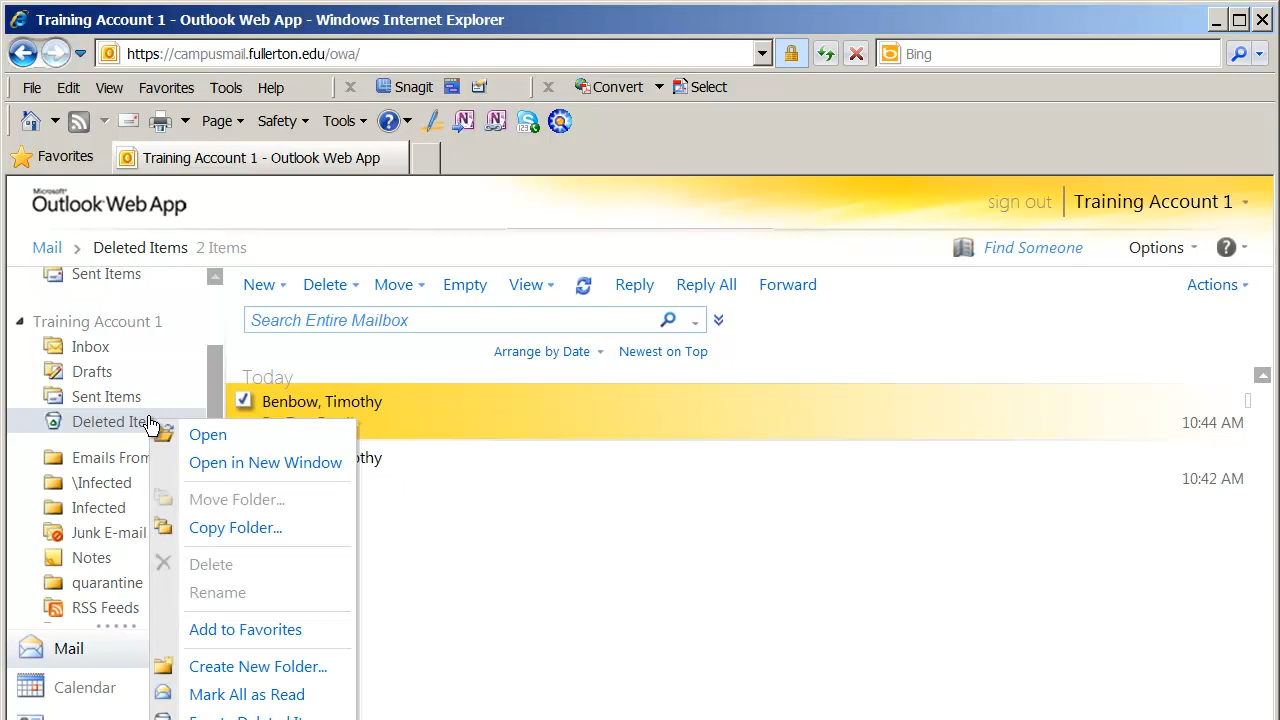 Training Account 1 - Outlook Web App - Windows Internet Explorer
https://campusmail.fullerton.edu/owa/
Bing
File Edit View Favorites Tools Help
Snagit
Convert Select
Page Safety Tools
Favorites
Training Account 1 - Outlook Web App
Microsoft
Outlook Web App
sign out Training Account 1
Mail Deleted Items 2 Items
Find Someone Options
Sent Items
New Delete Move Empty View Reply Reply All Forward Actions
Search Entire Mailbox
Training Account 1
Inbox
Drafts
Sent Items
Arrange by Date Newest on Top
Today
Benbow, Timothy
10:44 AM
10:42 AM
Emails From
\Infected
Infected
Junk E-mail
Notes
quarantine
RSS Feeds
Mail
Calendar
Open
Open in New Window
Move Folder...
Copy Folder...
Delete
Rename
Add to Favorites
Create New Folder...
Mark All as Read